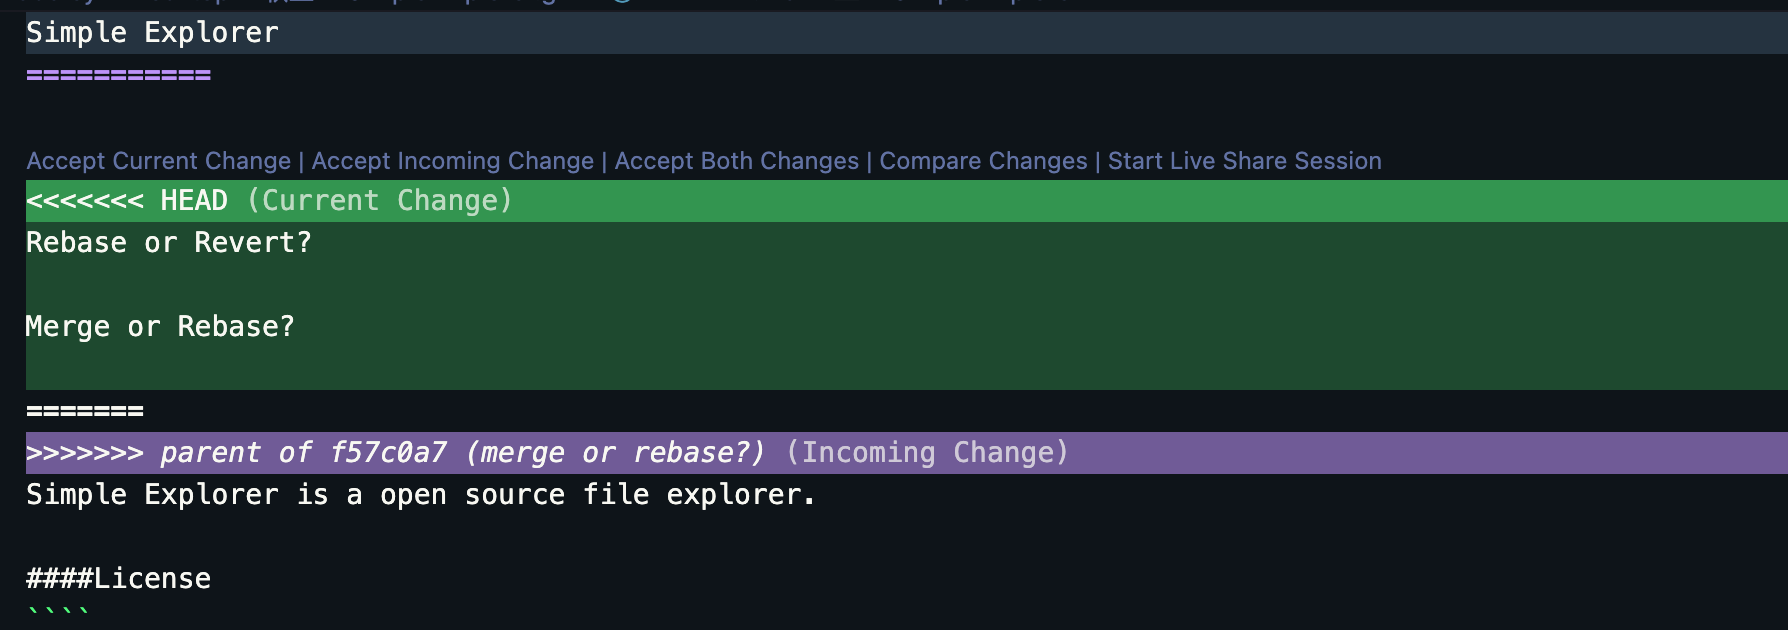 Simple Explorer
===========
Accept Current Change | Accept Incoming Change | Accept Both Changes | Compare Changes | Start Live Share Session
<<<<<<< HEAD (Current Change)
Rebase or Revert?
Merge or Rebase?
=======
>>>>>>> parent of f57c0a7 (merge or rebase?) (Incoming Change)
Simple Explorer is a open source file explorer.
####License
````